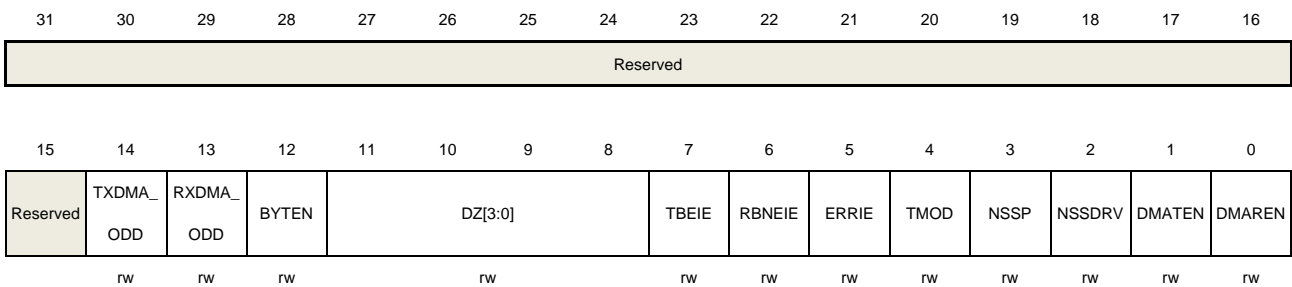 31 30 29 28 27 26 25 24 23 22 21 20 19 18 17 16
Reserved
15 14 13 12 11 10 9 8 7 6 5 4 3 2 1 0
Reserved TXDMA_ RXDMA_ BYTEN DZ[3:0] TBEIE RBNEIE ERRIE TMOD NSSP NSSDRV DMATEN DMAREN
ODD ODD
rw rw rw rw rw rw rw rw rw rw rw rw